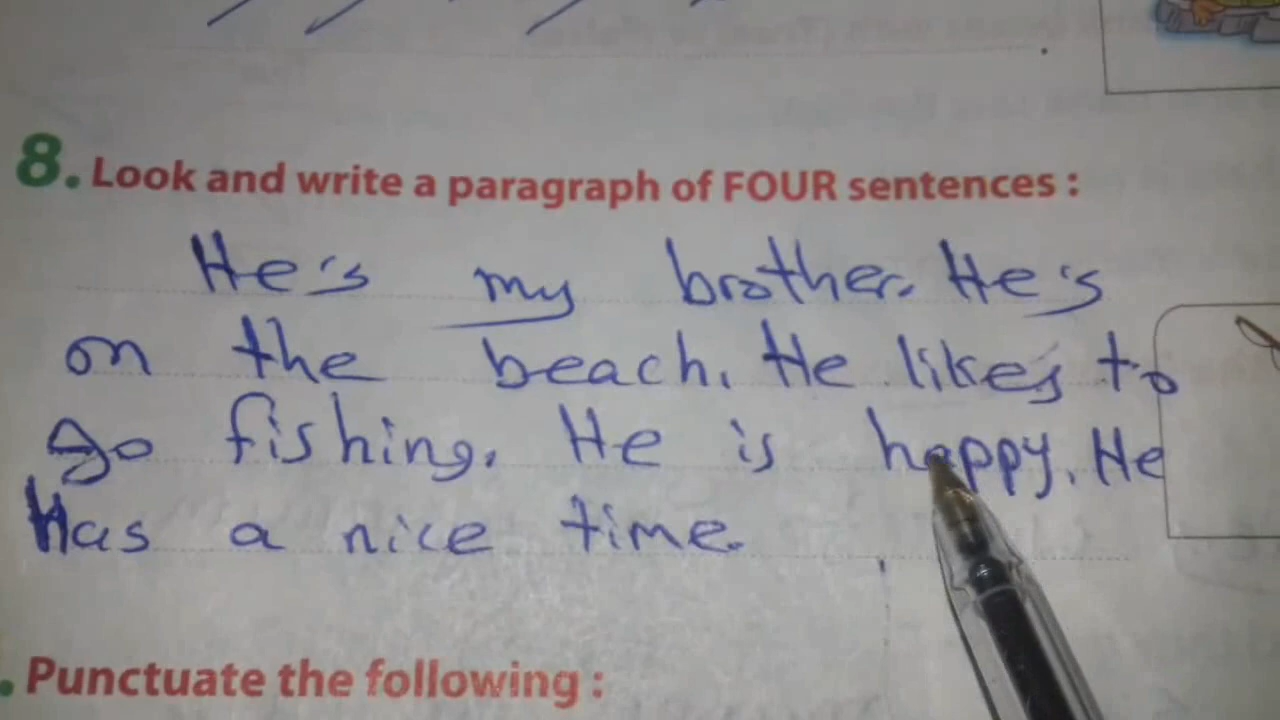 8. Look and write a paragraph of FOUR sentences :
He's my brother. He's
on the beach. He likes to
go fishing. He is happy. He
Has a nice time.
. Punctuate the following :